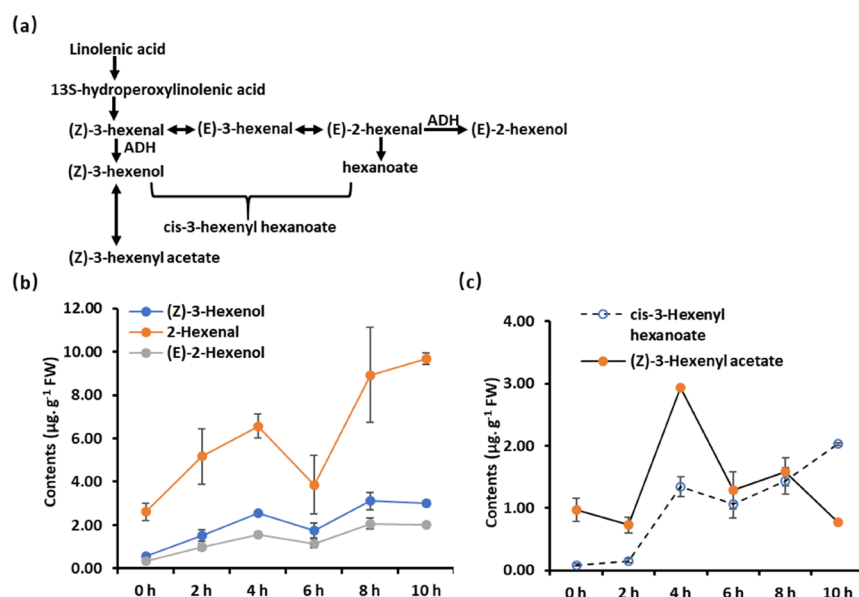 (a)
Linolenic acid
13S-hydroperoxylinolenic acid
(Z)-3-hexenal (E)-3-hexenal (E)-2-hexenal ADH (E)-2-hexenol
ADH
(Z)-3-hexenol hexanoate
cis-3-hexenyl hexanoate
(Z)-3-hexenyl acetate
(b)
12.00
10.00
8.00
6.00
4.00
2.00
0.00
Contents (µg. g⁻¹ FW)
(Z)-3-Hexenol
2-Hexenal
(E)-2-Hexenol
0 h 2 h 4 h 6 h 8 h 10 h
(c)
4.00
3.00
2.00
1.00
0.00
Contents (µg. g⁻¹ FW)
cis-3-Hexenyl
hexanoate
(Z)-3-Hexenyl acetate
0 h 2 h 4 h 6 h 8 h 10 h